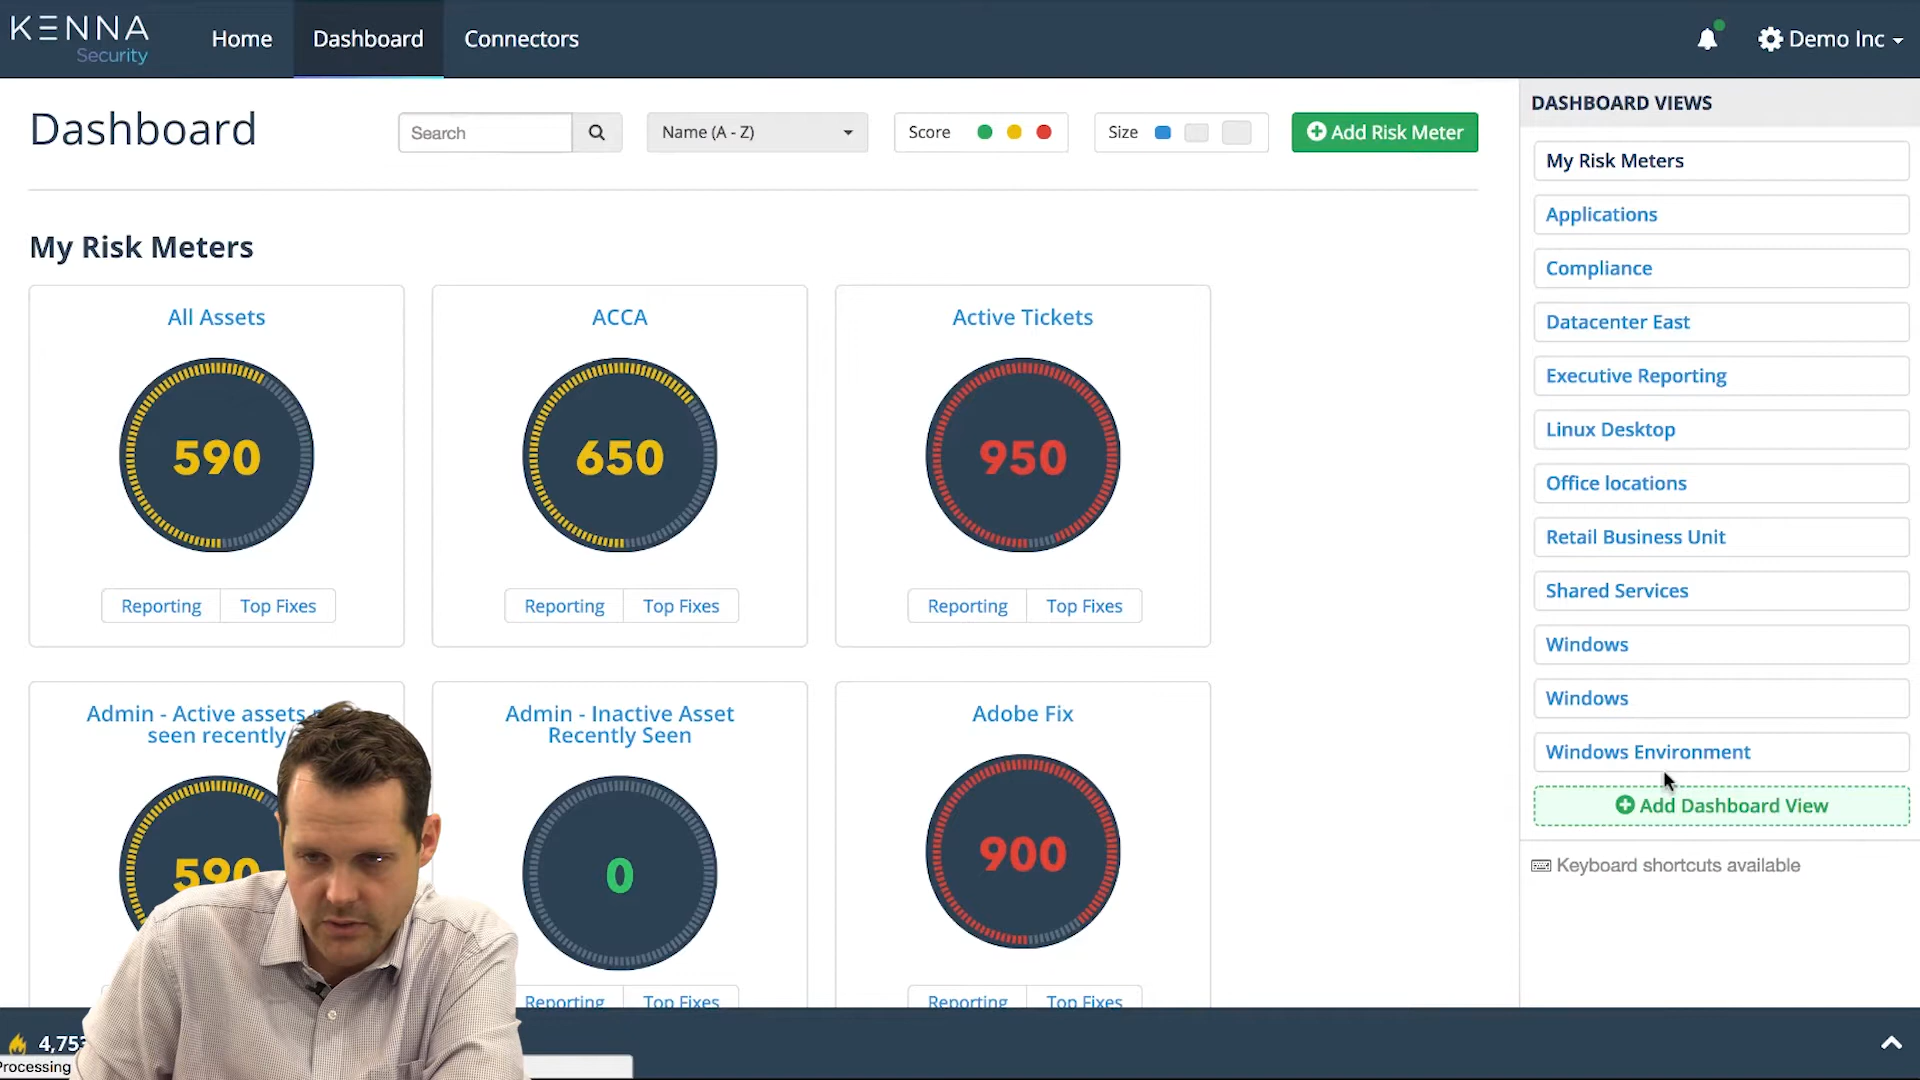 KENNA
Security
Home
Dashboard
Connectors
Demo Inc
Dashboard
Search
Name (A - Z)
Score
Size
Add Risk Meter
My Risk Meters
All Assets
590
Reporting
Top Fixes
ACCA
650
Reporting
Top Fixes
Active Tickets
950
Reporting
Top Fixes
Admin - Active assets
seen recently
590
Admin - Inactive Asset
Recently Seen
0
Reporting
Top Fixes
Adobe Fix
900
Reporting
Top Fixes
DASHBOARD VIEWS
My Risk Meters
Applications
Compliance
Datacenter East
Executive Reporting
Linux Desktop
Office locations
Retail Business Unit
Shared Services
Windows
Windows
Windows Environment
Add Dashboard View
Keyboard shortcuts available
4,753
Processing